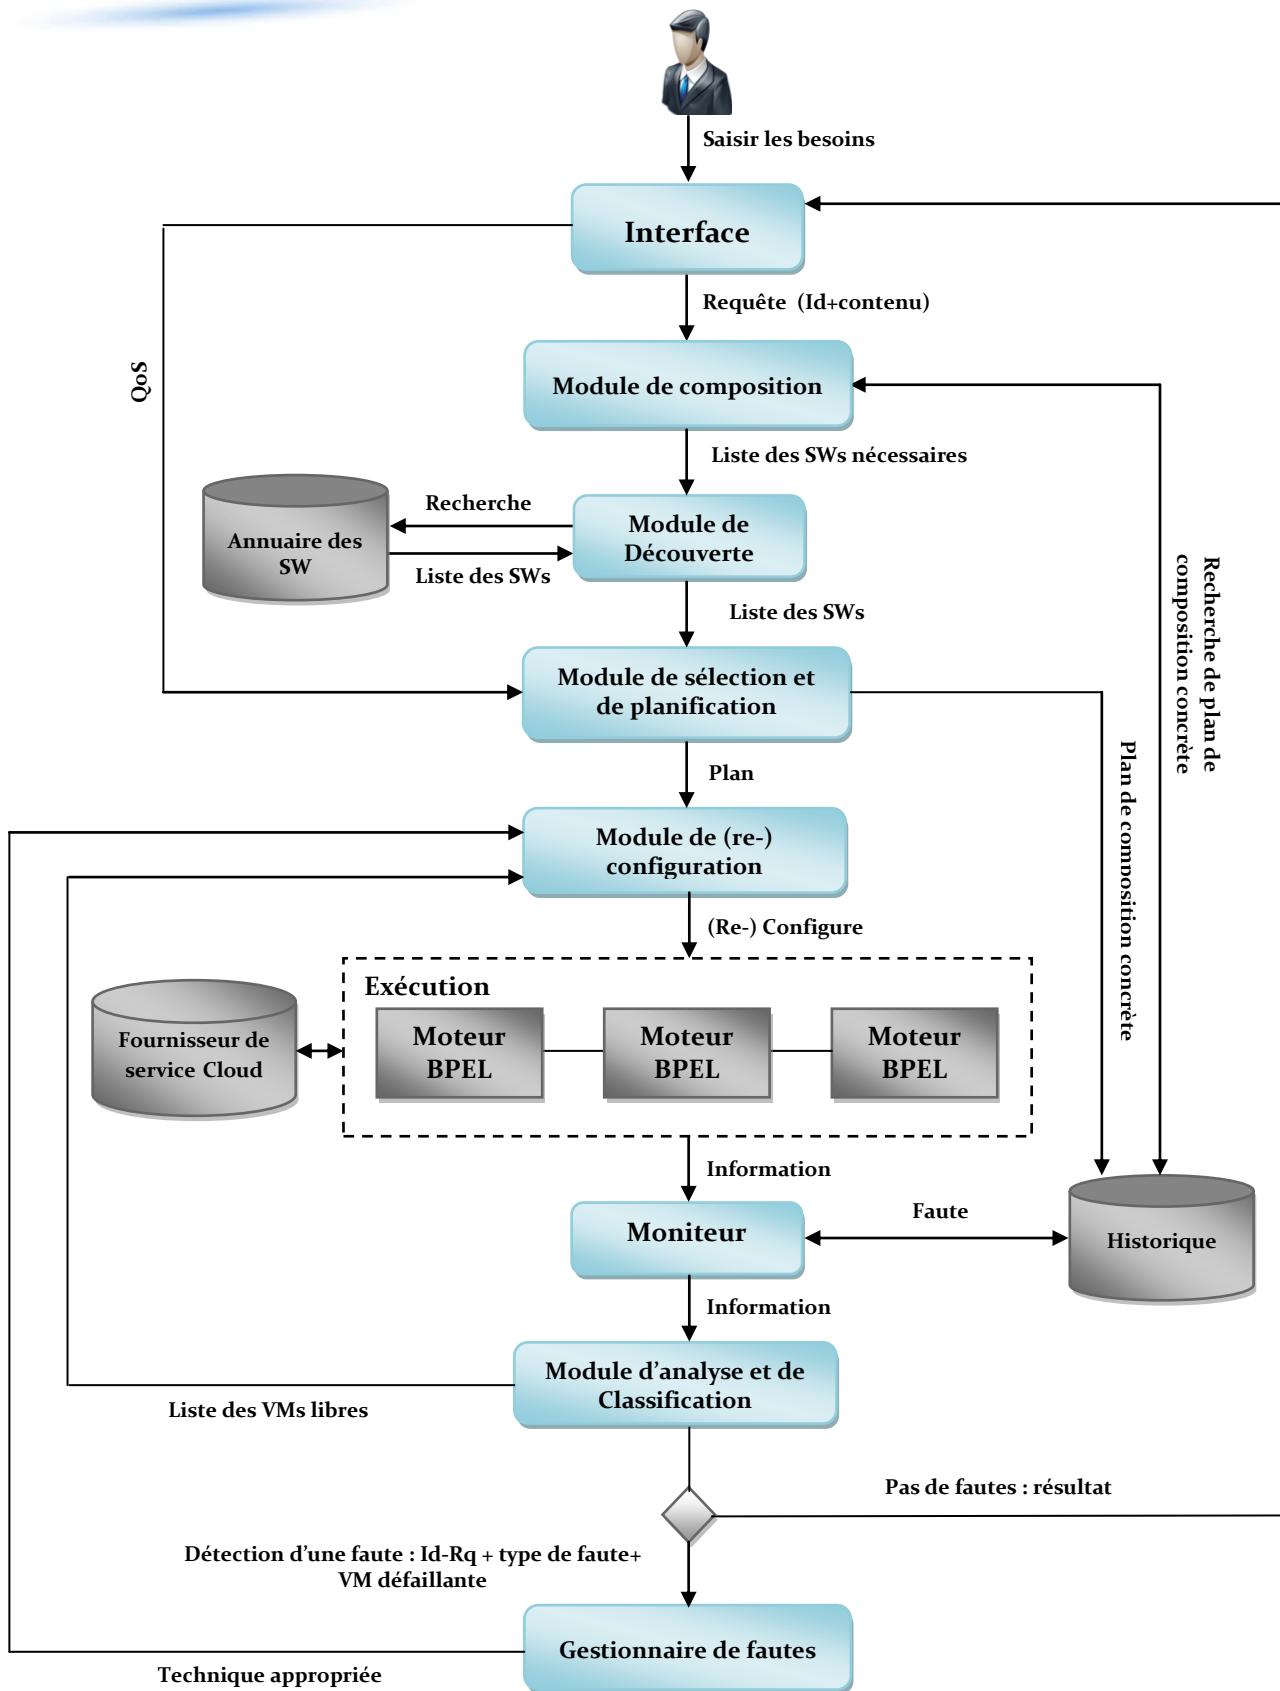 Saisir les besoins
Interface
Requête (Id+contenu)
QoS
Module de composition
Liste des SWs nécessaires
Recherche
Annuaire des
SW
Module de
Découverte
Liste des SWs
Liste des SWs
Recherche de plan de
composition concrète
Module de sélection et
de planification
Plan de composition concrète
Plan
Module de (re-)
configuration
(Re-) Configure
Exécution
Fournisseur de
service Cloud
Moteur
BPEL
Moteur
BPEL
Moteur
BPEL
Information
Moniteur
Faute
Historique
Information
Module d'analyse et de
Classification
Liste des VMs libres
Pas de fautes : résultat
Détection d'une faute : Id-Rq + type de faute+
VM défaillante
Gestionnaire de fautes
Technique appropriée